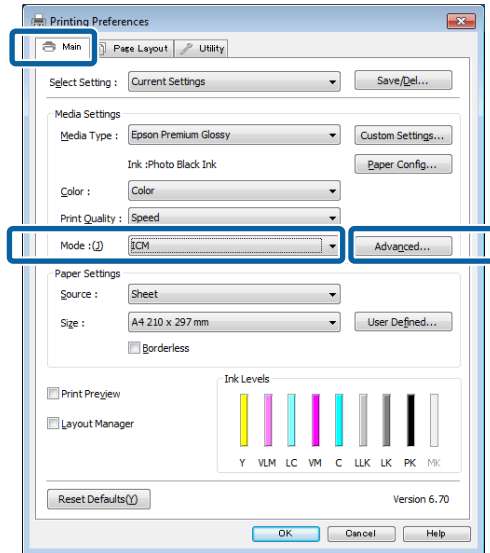 Printing Preferences
Main Page Layout Utility
Select Setting : Current Settings Save/Del...
Media Settings
Media Type : Epson Premium Glossy Custom Settings...
Ink :Photo Black Ink Paper Config...
Color : Color
Print Quality : Speed
Mode :(J) ICM Advanced...
Paper Settings
Source : Sheet
Size : A4 210 x 297 mm User Defined...
Borderless
Ink Levels
Print Preview
Layout Manager
Y VLM LC VM C LLK LK PK MK
Reset Defaults(Y) Version 6.70
OK Cancel Help